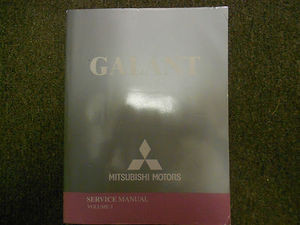 GALANT
MITSUBISHI MOTORS
SERVICE MANUAL
VOLUME 1